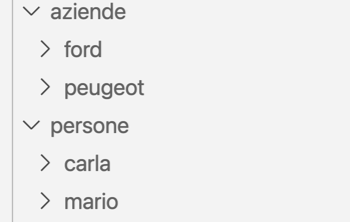 aziende
ford
peugeot
persone
carla
mario